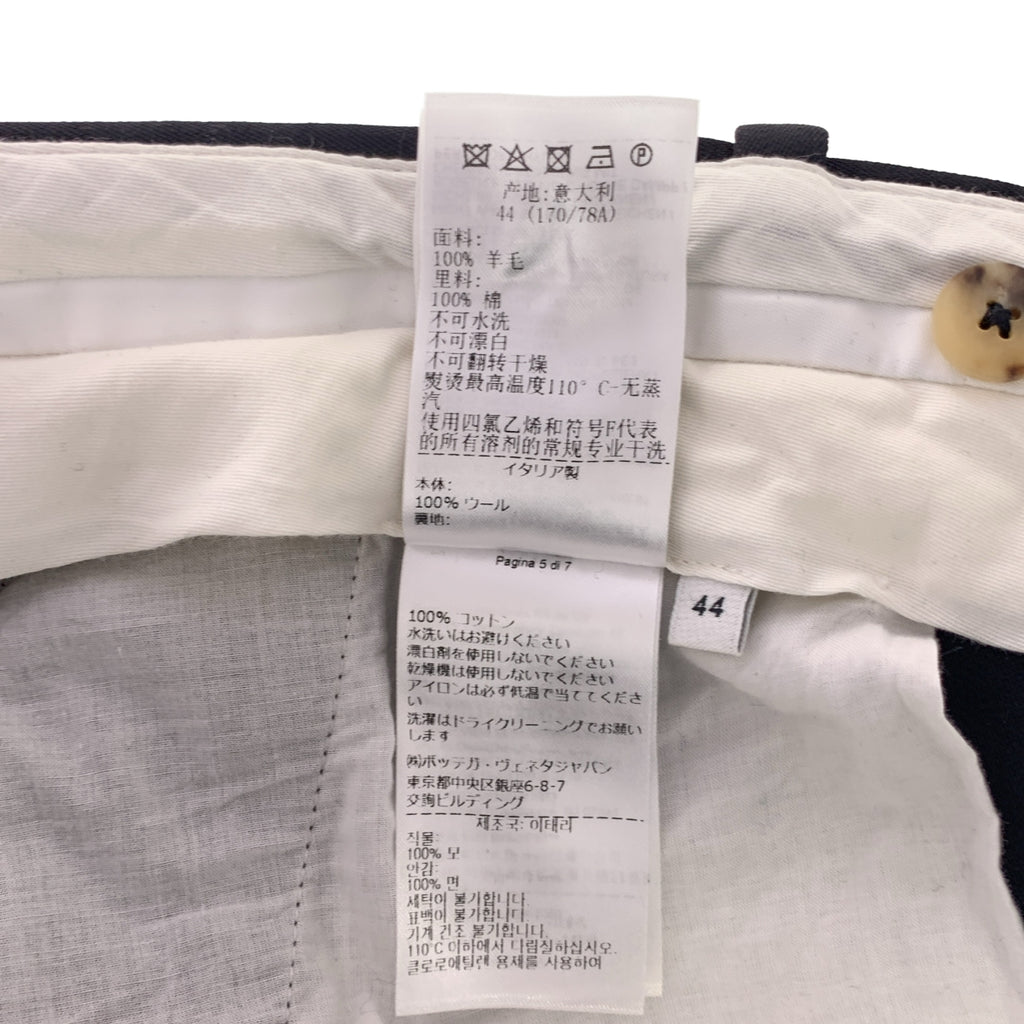 产地:意大利
44 (170/78A)
面料:
100% 羊毛
里料:
100% 棉
不可水洗
不可漂白
不可翻转干燥
熨烫最高温度110° C-无蒸
汽
使用四氯乙烯和符号F代表
的所有溶剂的常规专业干洗
イタリア製
本体:
100% ウール
裏地:
Pagina 5 di 7
44
100% コットン
水洗いはお避けください
漂白剤を使用しないでください
乾燥機は使用しないでください
アイロンは必ず低温で当ててくださ
い
洗濯はドライクリーニングでお願い
します
㈱ボッテガ・ヴェネタジャパン
東京都中央区銀座6-8-7
交詢ビルディング
제조국: 이태리
직물:
100% 모
안감:
100% 면
세탁이 불가합니다.
표백이 불가합니다
기계 건조 불가합니다.
110°C 이하에서 다림질하십시오.
클로로에틸렌 용제를 사용하여